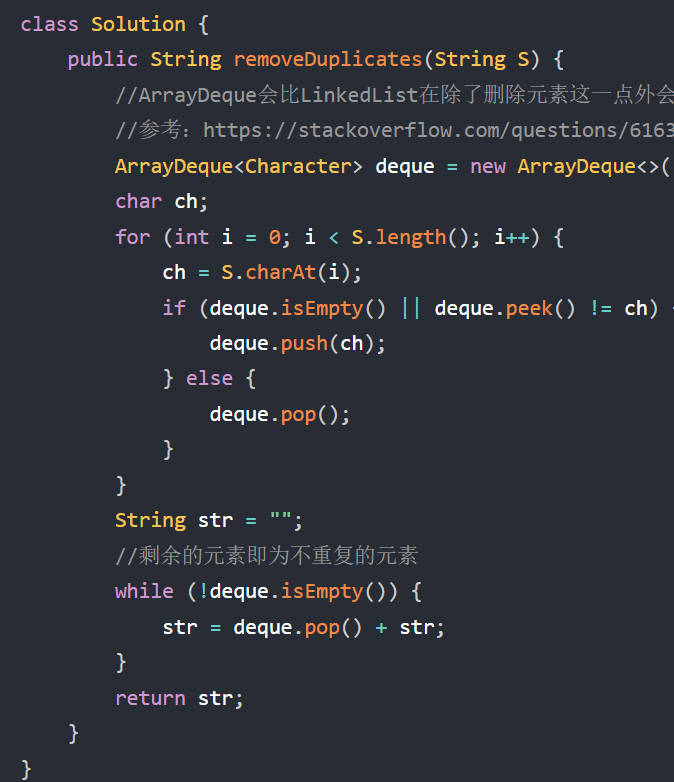 class Solution {
public String removeDuplicates(String S) {
//ArrayDeque会比LinkedList在除了删除元素这一点外会
//参考：https://stackoverflow.com/questions/6163
ArrayDeque<Character> deque = new ArrayDeque<>(
char ch;
for (int i = 0; i < S.length(); i++) {
ch = S.charAt(i);
if (deque.isEmpty() || deque.peek() != ch) {
deque.push(ch);
} else {
deque.pop();
}
}
String str = "";
//剩余的元素即为不重复的元素
while (!deque.isEmpty()) {
str = deque.pop() + str;
}
return str;
}
}